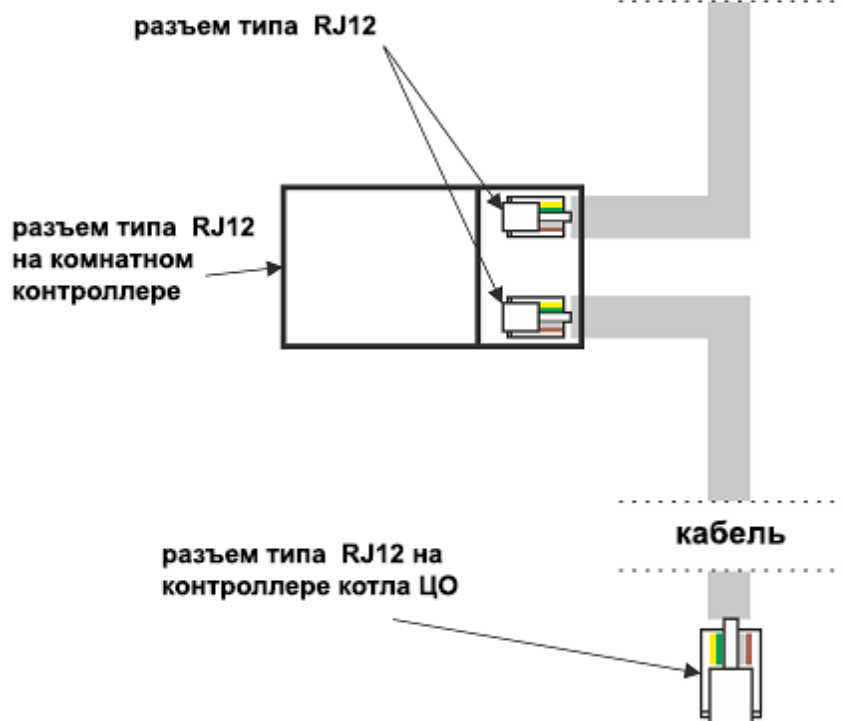 разъем типа RJ12
разъем типа RJ12
на комнатном
контроллере
кабель
разъем типа RJ12 на
контроллере котла ЦО